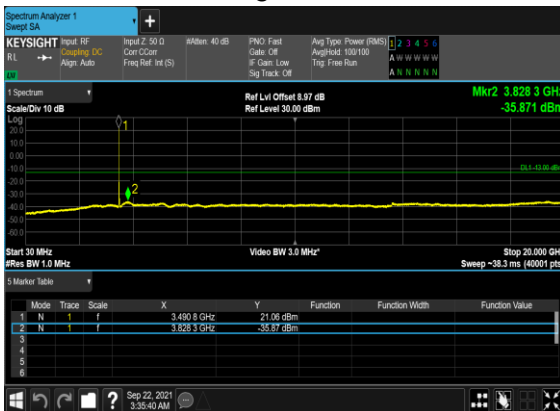 Spectrum Analyzer 1
Swept SA
+
KEYSIGHT Input: RF Input Z: 50 Ω #Atten: 40 dB PNO: Fast Avg Type: Power (RMS) 1 2 3 4 5 6
RL Coupling: DC Corr CCorr Gate: Off Avg|Hold: 100/100 A W W W W W
Align: Auto Freq Ref: Int (S) IF Gain: Low Trig: Free Run
LV Sig Track: Off A N N N N N
1 Spectrum Ref Lvl Offset 8.97 dB Mkr2 3.828 3 GHz
Scale/Div 10 dB Ref Level 30.00 dBm -35.871 dBm
Log
1
20.0
10.0
0.00
-10.0
DL1 -13.00 dBm
-20.0
2
-30.0
-40.0
-50.0
-60.0
Start 30 MHz Video BW 3.0 MHz* Stop 20.000 GHz
#Res BW 1.0 MHz Sweep ~38.3 ms (40001 pts)
5 Marker Table
Mode Trace Scale X Y Function Function Width Function Value
1 N 1 f 3.490 8 GHz 21.06 dBm
2 N 1 f 3.828 3 GHz -35.87 dBm
3
4
5
6
? Sep 22, 2021
3:35:40 AM